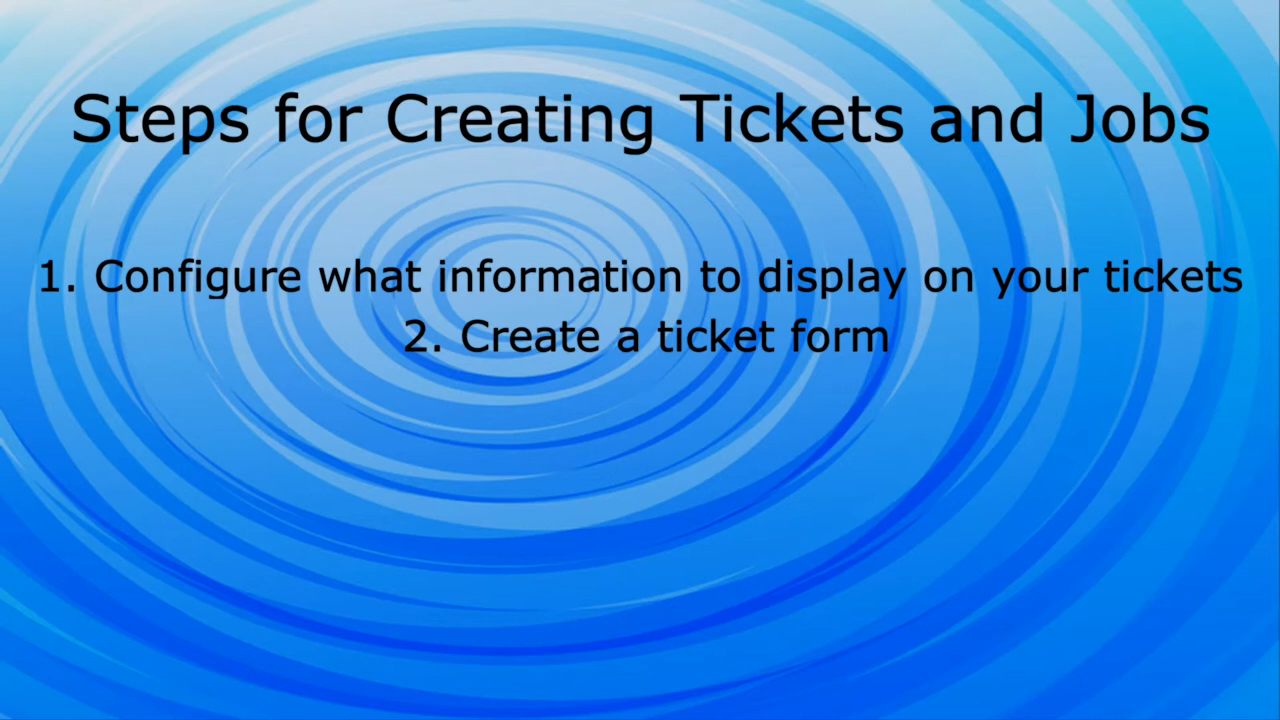 Steps for Creating Tickets and Jobs
1. Configure what information to display on your tickets
2. Create a ticket form